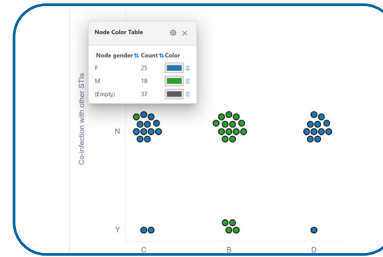 Node Color Table
Node gender Count Color
F 25
M 18
(Empty) 37
Co-infection with other STIs
N
Y
C B D